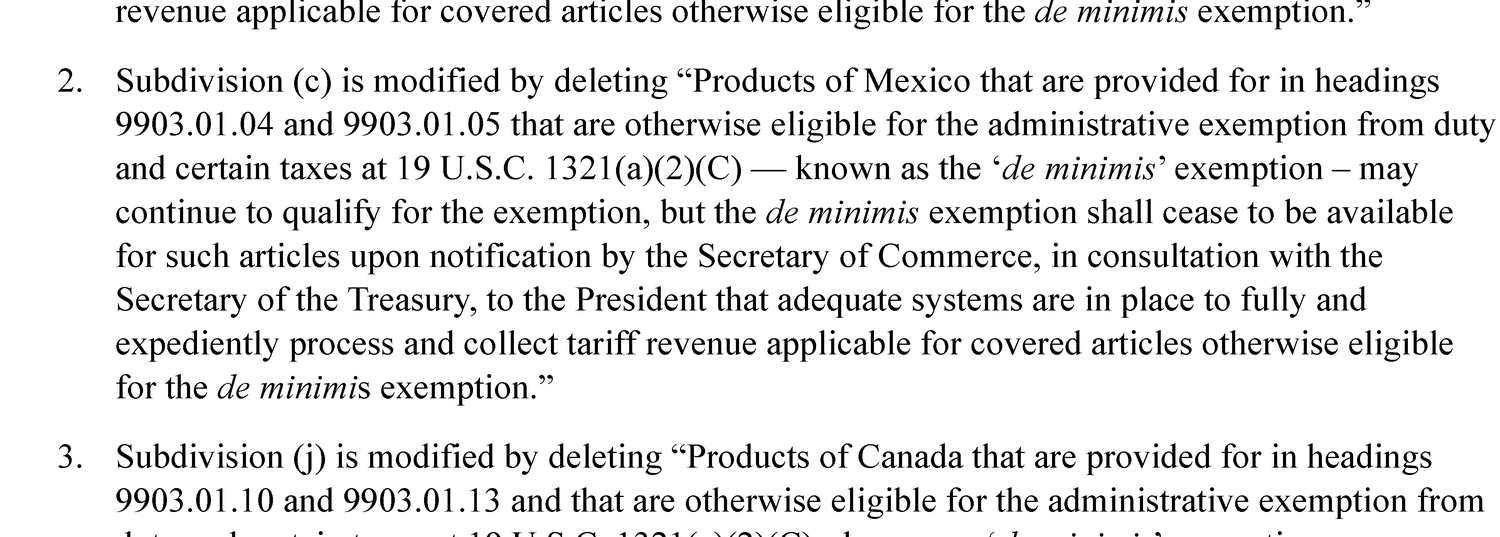 revenue applicable for covered articles otherwise eligible for the de minimis exemption.”
2. Subdivision (c) is modified by deleting “Products of Mexico that are provided for in headings
9903.01.04 and 9903.01.05 that are otherwise eligible for the administrative exemption from duty
and certain taxes at 19 U.S.C. 1321(a)(2)(C) — known as the ‘de minimis’ exemption – may
continue to qualify for the exemption, but the de minimis exemption shall cease to be available
for such articles upon notification by the Secretary of Commerce, in consultation with the
Secretary of the Treasury, to the President that adequate systems are in place to fully and
expediently process and collect tariff revenue applicable for covered articles otherwise eligible
for the de minimis exemption.”
3. Subdivision (j) is modified by deleting “Products of Canada that are provided for in headings
9903.01.10 and 9903.01.13 and that are otherwise eligible for the administrative exemption from